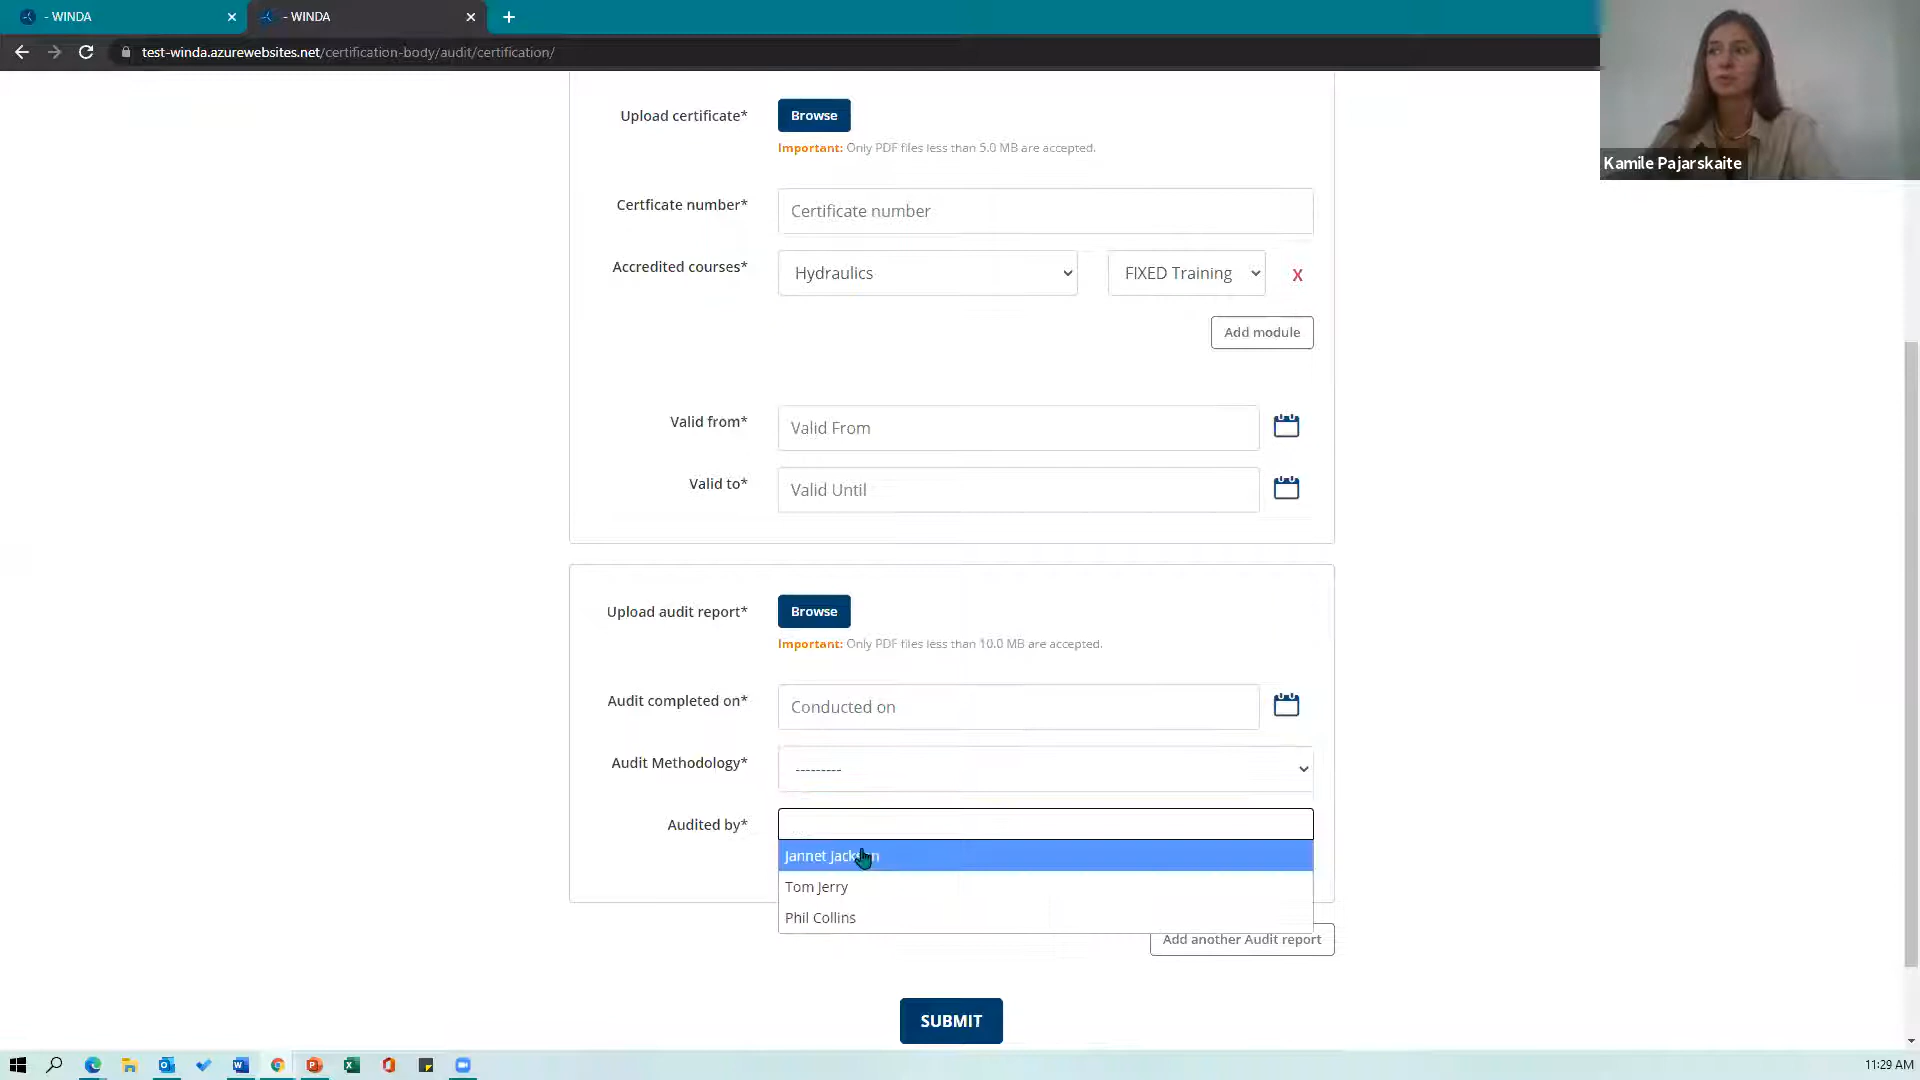 - WINDA
- WINDA
test-winda.azurewebsites.net/certification-body/audit/certification/
Kamile Pajarskaite
Upload certificate*
Browse
Important: Only PDF files less than 5.0 MB are accepted.
Certficate number*
Certificate number
Accredited courses*
Hydraulics
FIXED Training
X
Add module
Valid from*
Valid From
Valid to*
Valid Until
Upload audit report*
Browse
Important: Only PDF files less than 10.0 MB are accepted.
Audit completed on*
Conducted on
Audit Methodology*
---------
Audited by*
Jannet
Tom Jerry
Phil Collins
Add another Audit report
SUBMIT
11:29 AM